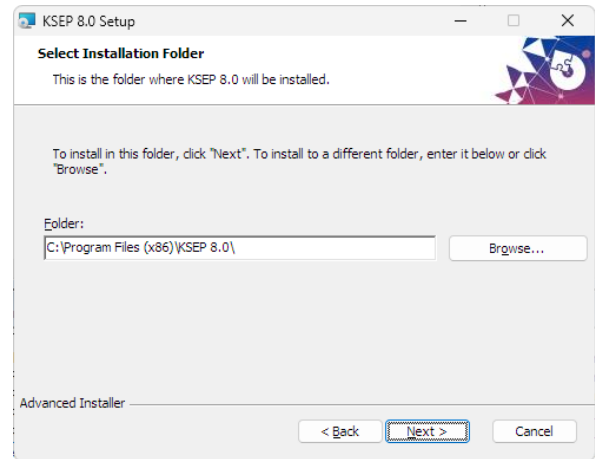 KSEP 8.0 Setup
Select Installation Folder
This is the folder where KSEP 8.0 will be installed.
To install in this folder, click "Next". To install to a different folder, enter it below or click
"Browse".
Folder:
C:\Program Files (x86)\KSEP 8.0\
Browse...
Advanced Installer
< Back
Next >
Cancel